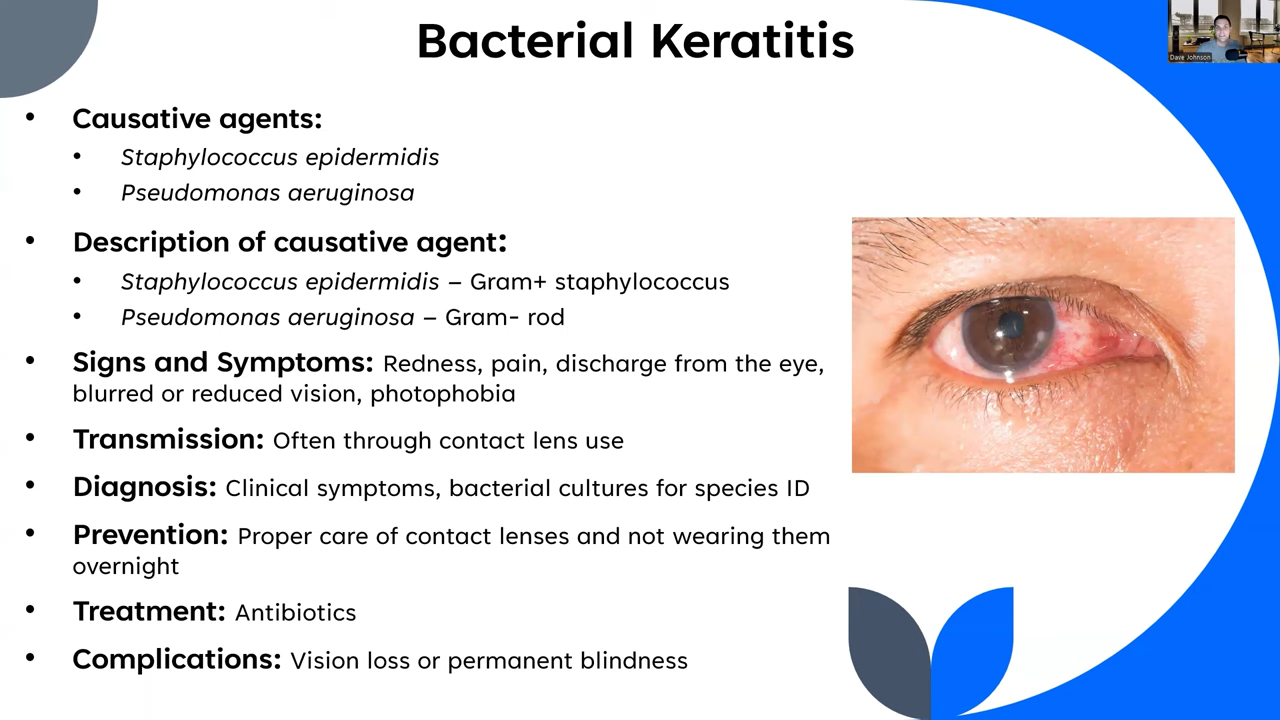 Bacterial Keratitis
Dave Johnson
• Causative agents:
• Staphylococcus epidermidis
• Pseudomonas aeruginosa
• Description of causative agent:
• Staphylococcus epidermidis – Gram+ staphylococcus
• Pseudomonas aeruginosa – Gram- rod
• Signs and Symptoms: Redness, pain, discharge from the eye,
blurred or reduced vision, photophobia
• Transmission: Often through contact lens use
• Diagnosis: Clinical symptoms, bacterial cultures for species ID
• Prevention: Proper care of contact lenses and not wearing them
overnight
• Treatment: Antibiotics
• Complications: Vision loss or permanent blindness